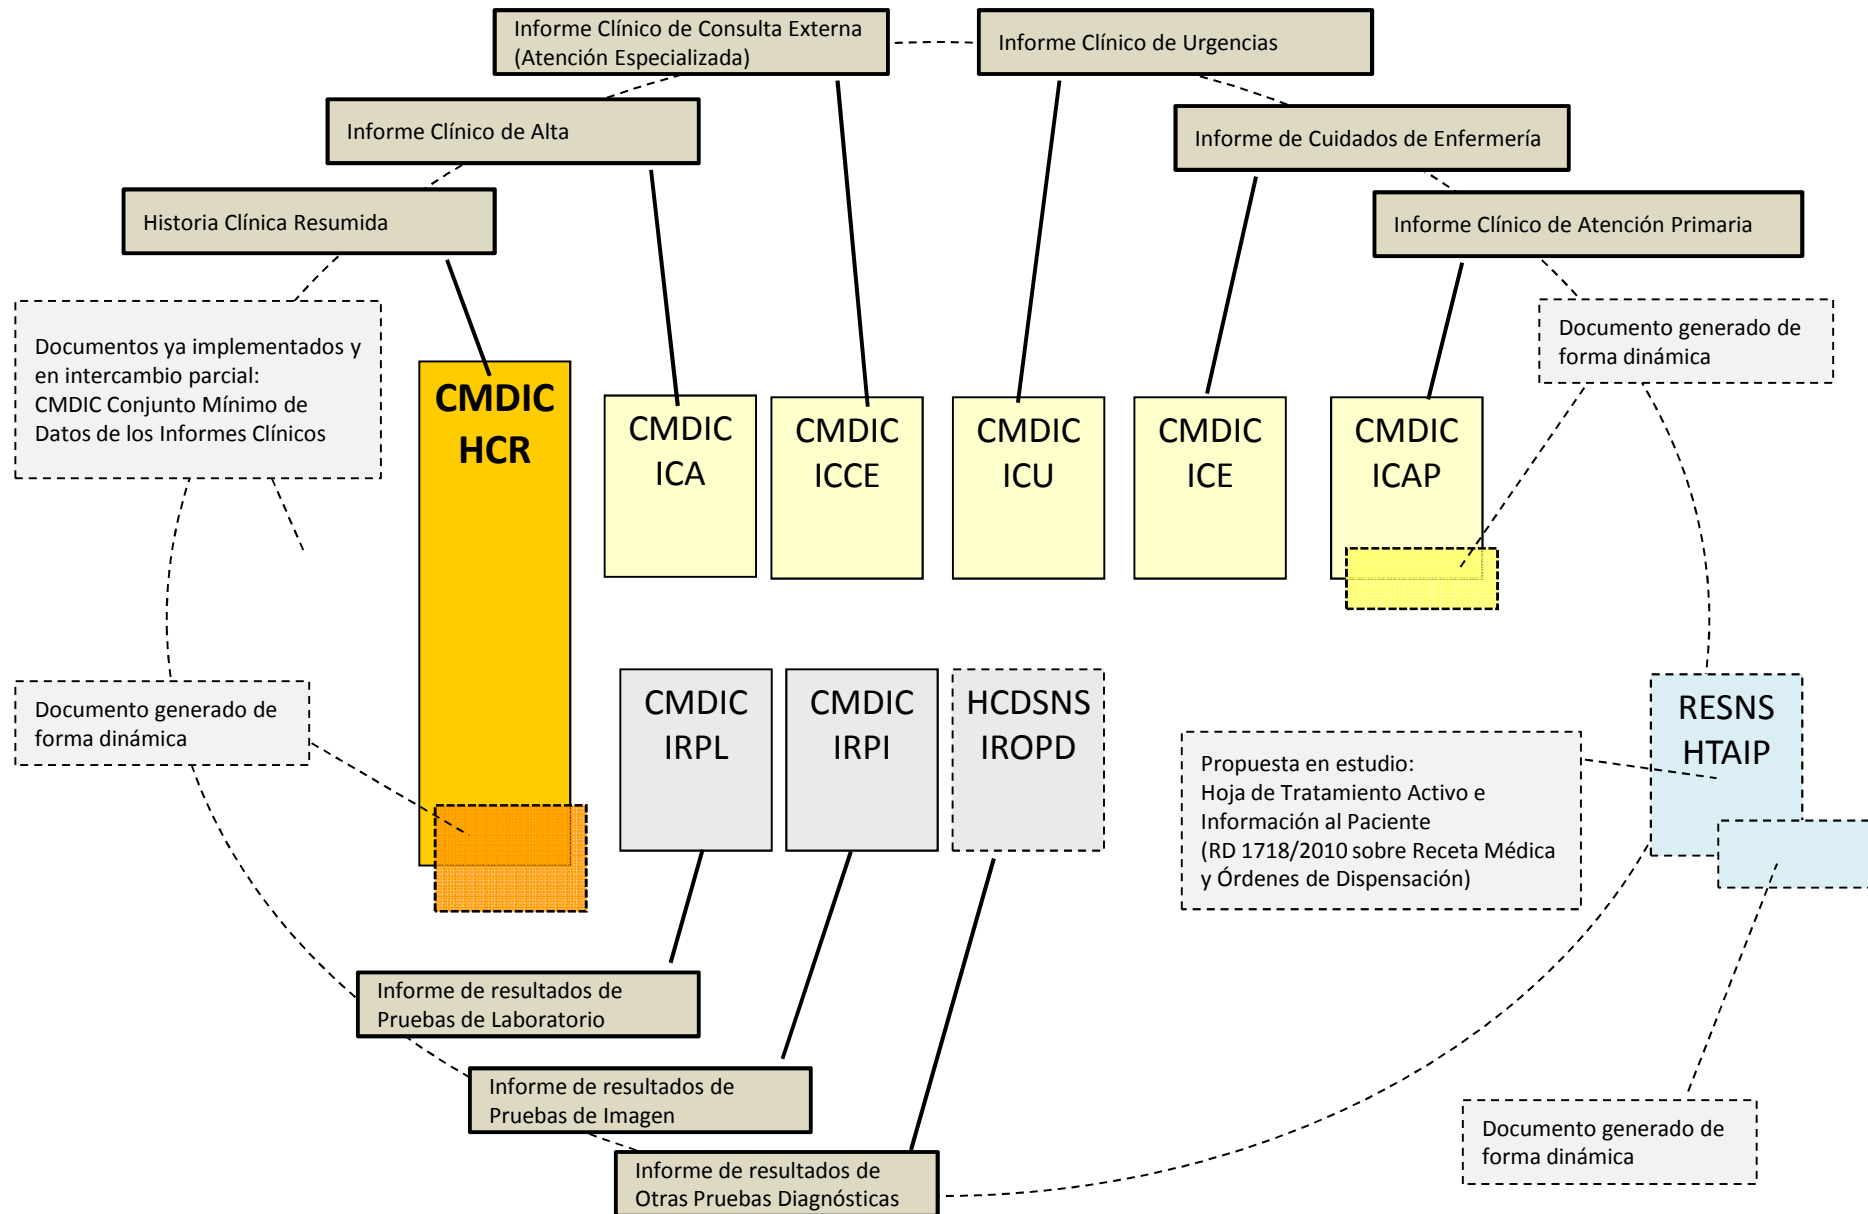 Informe Clínico de Consulta Externa
(Atención Especializada)
Informe Clínico de Urgencias
Informe Clínico de Alta
Informe de Cuidados de Enfermería
Historia Clínica Resumida
Informe Clínico de Atención Primaria
Documentos ya implementados y
en intercambio parcial:
CMDIC Conjunto Mínimo de
Datos de los Informes Clínicos
Documento generado de
forma dinámica
CMDIC
HCR
CMDIC
ICA
CMDIC
ICCE
CMDIC
ICU
CMDIC
ICE
CMDIC
ICAP
Documento generado de
forma dinámica
CMDIC
IRPL
CMDIC
IRPI
HCDSNS
IROPD
RESNS
HTAIP
Propuesta en estudio:
Hoja de Tratamiento Activo e
Información al Paciente
(RD 1718/2010 sobre Receta Médica
y Órdenes de Dispensación)
Informe de resultados de
Pruebas de Laboratorio
Informe de resultados de
Pruebas de Imagen
Informe de resultados de
Otras Pruebas Diagnósticas
Documento generado de
forma dinámica